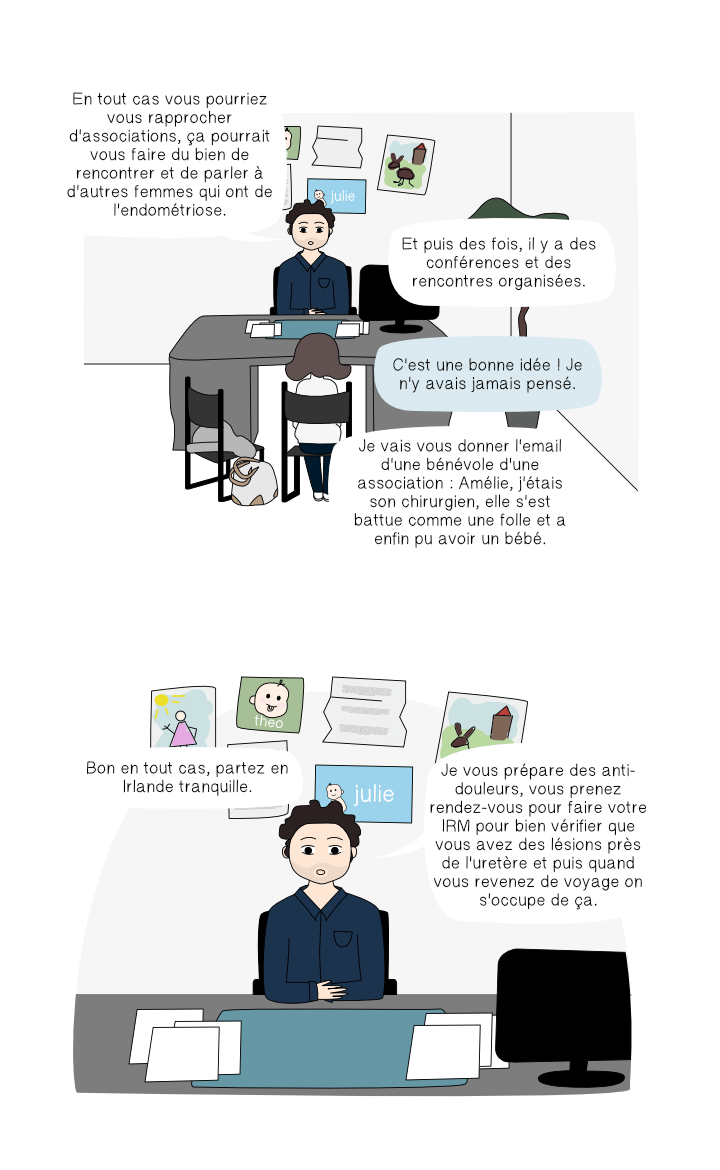 En tout cas vous pourriez
vous rapprocher
d'associations, ça pourrait
vous faire du bien de
rencontrer et de parler à
d'autres femmes qui ont de
l'endométriose.
julie
Et puis des fois, il y a des
conférences et des
rencontres organisées.
C'est une bonne idée ! Je
n'y avais jamais pensé.
Je vais vous donner l'email
d'une bénévole d'une
association : Amélie, j'étais
son chirurgien, elle s'est
battue comme une folle et a
enfin pu avoir un bébé.
theo
Bon en tout cas, partez en
Irlande tranquille.
julie
Je vous prépare des anti-
douleurs, vous prenez
rendez-vous pour faire votre
IRM pour bien vérifier que
vous avez des lésions près
de l'uretère et puis quand
vous revenez de voyage on
s'occupe de ça.